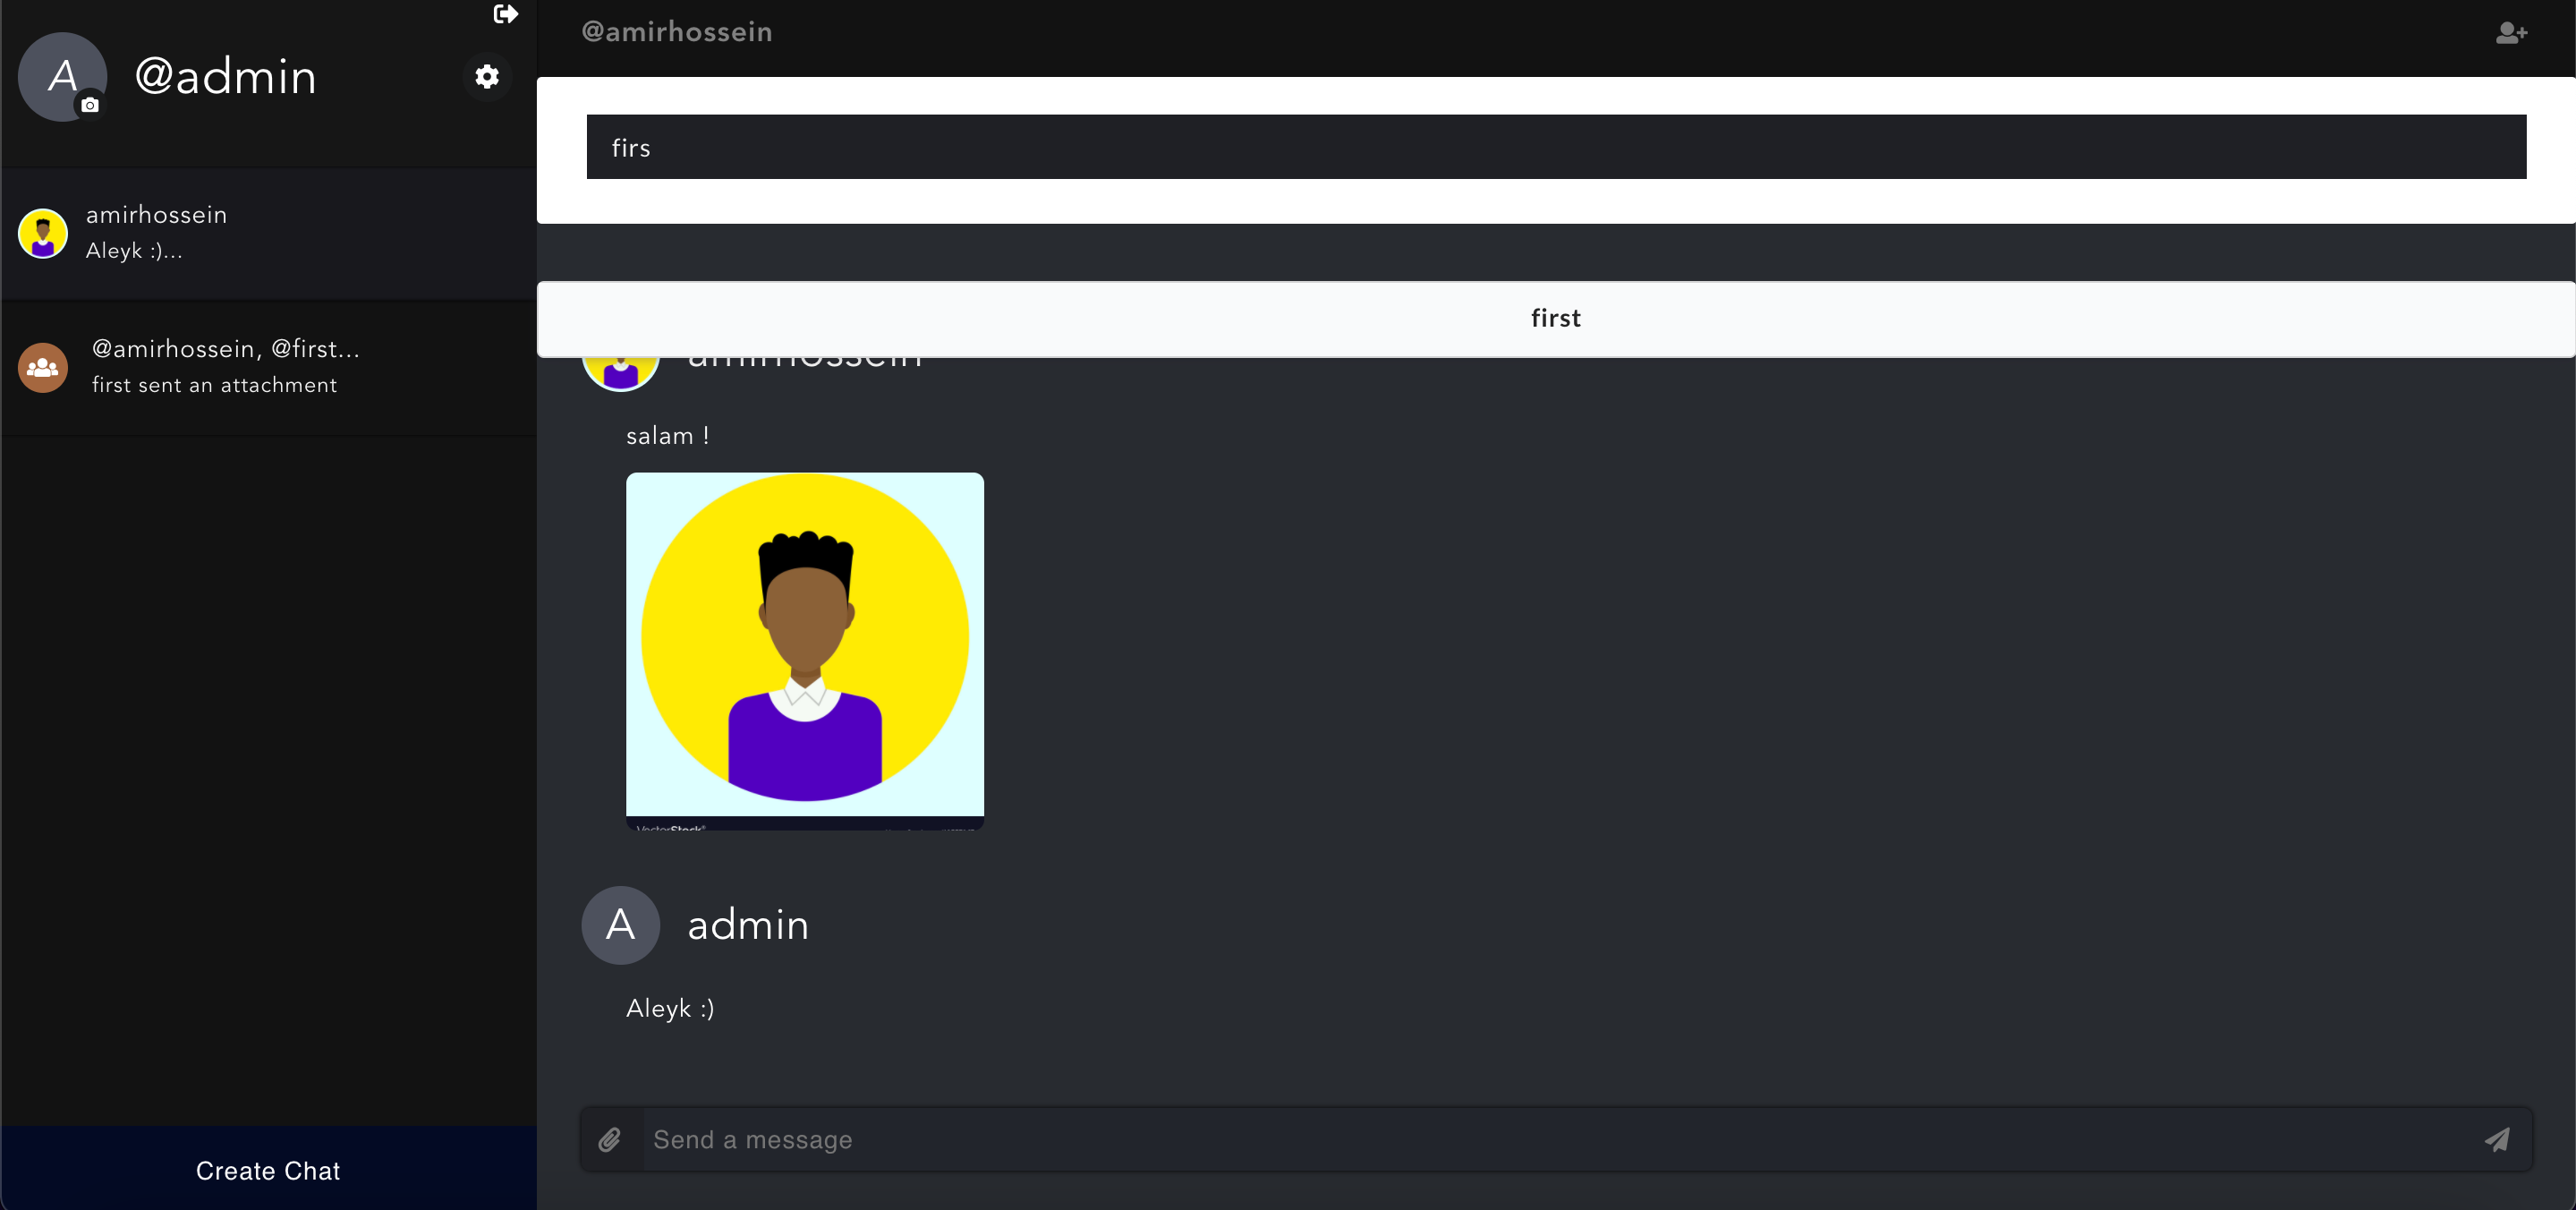 A
@admin
amirhossein
Aleyk :)...
@amirhossein, @first...
first sent an attachment
Create Chat
@amirhossein
firs
first
amirhossein
salam !
VectorStock®
A
admin
Aleyk :)
Send a message